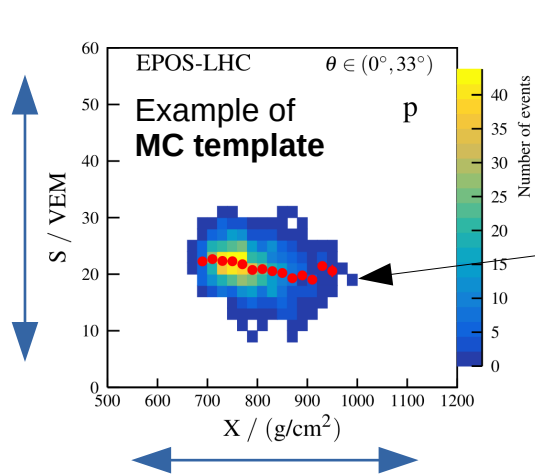 EPOS-LHC
θ ∈ (0°, 33°)
Example of
MC template
p
S / VEM
60
50
40
30
20
10
0
500 600 700 800 900 1000 1100 1200
X / (g/cm²)
40
35
30
25
20
15
10
5
0
Number of events